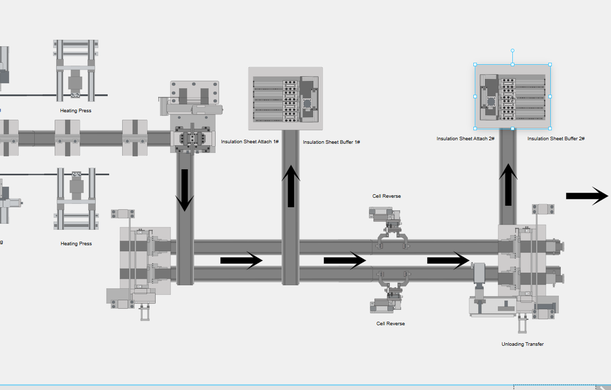 Heating Press
Insulation Sheet Attach 1#
Insulation Sheet Buffer 1#
Insulation Sheet Attach 2#
Insulation Sheet Buffer 2#
Cell Reverse
Heating Press
Cell Reverse
Unloading Transfer